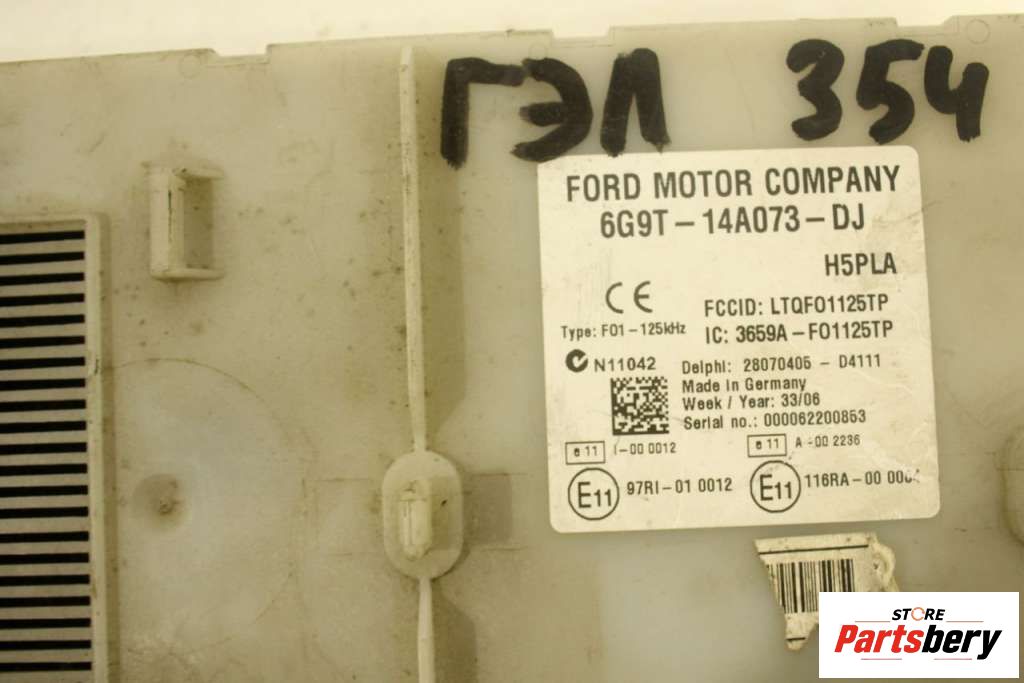 ГЭЛ 354
FORD MOTOR COMPANY
6G9T-14A073-DJ
H5PLA
CE
FCCID: LTQFO1125TP
Type: FO1-125kHz
IC: 3659A-FO1125TP
N11042
Delphi: 28070405 - D4111
Made in Germany
Week / Year: 33/06
Serial no.: 000062200853
e 11 I-00 0012
e 11 A-00 2236
E11 97RI-01 0012
E11 116RA-00
STORE
Partsbery